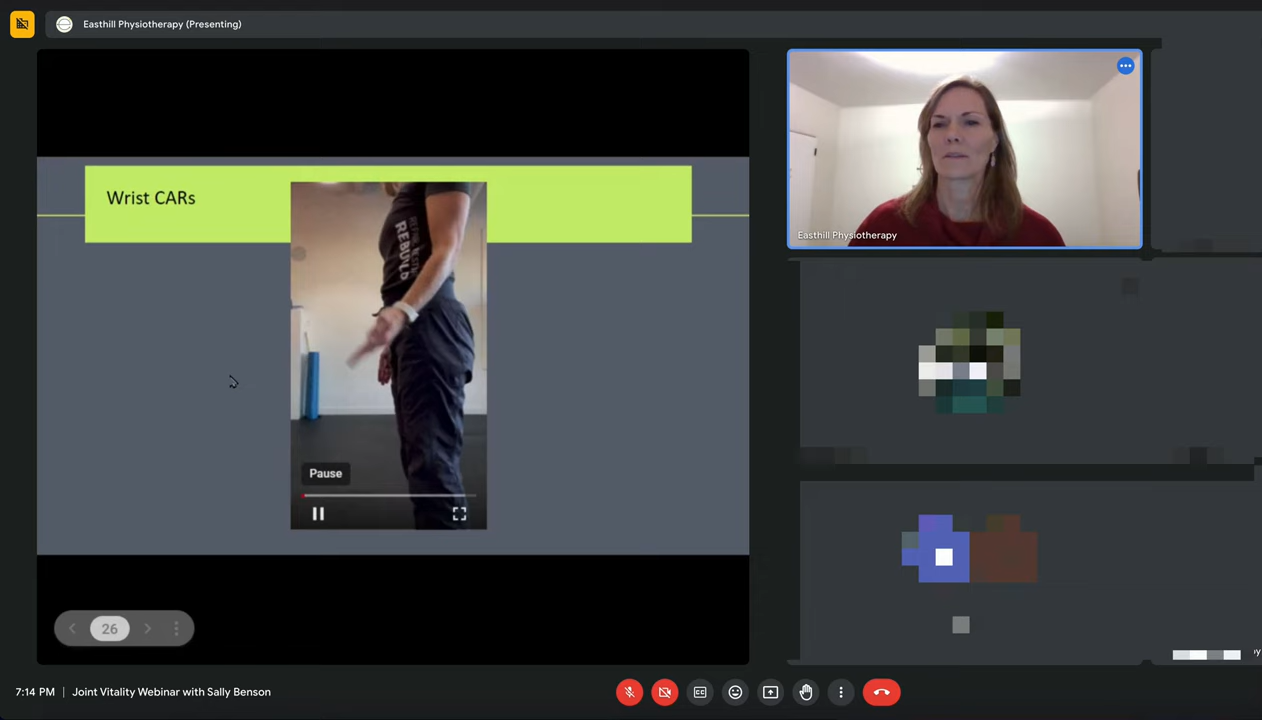 Easthill Physiotherapy (Presenting)
Wrist CARs
REBUILD
Pause
26
Easthill Physiotherapy
CC
7:14 PM | Joint Vitality Webinar with Sally Benson